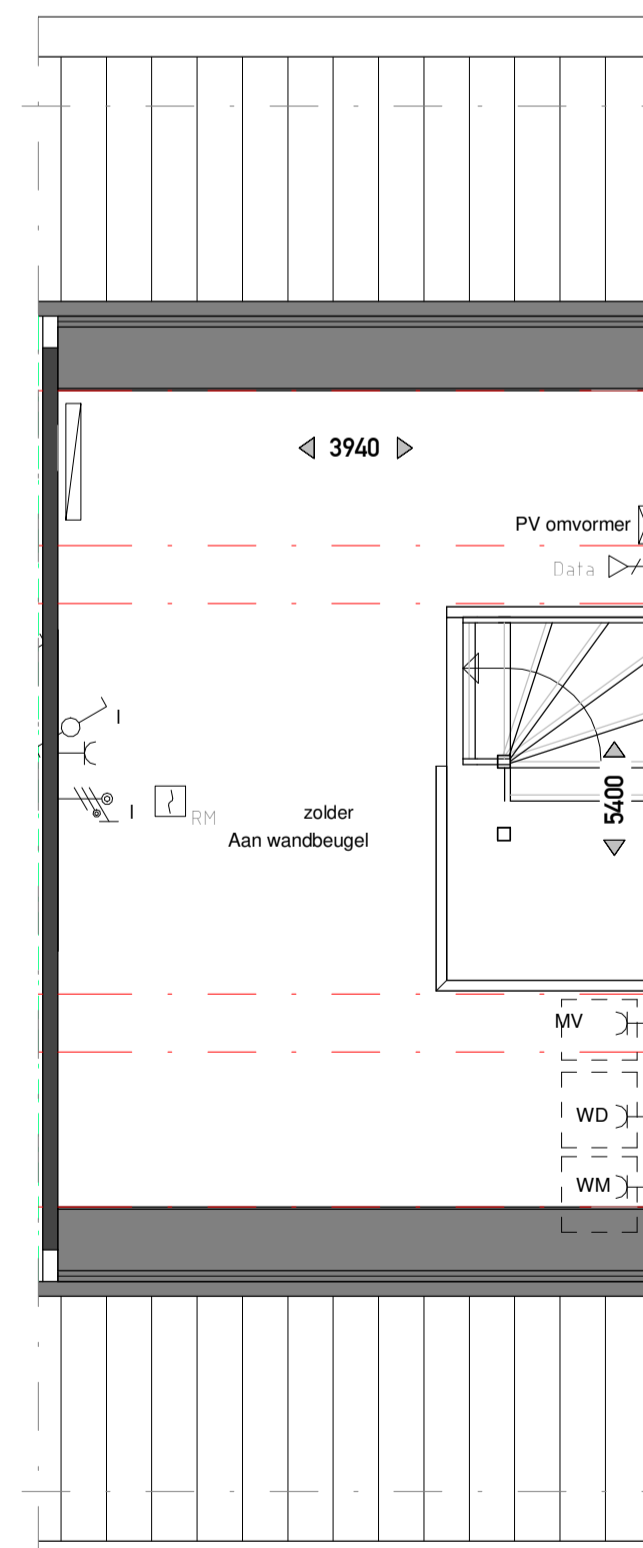 3940
PV omvormer
Data
I
I
RM
zolder
Aan wandbeugel
5400
MV
WD
WM